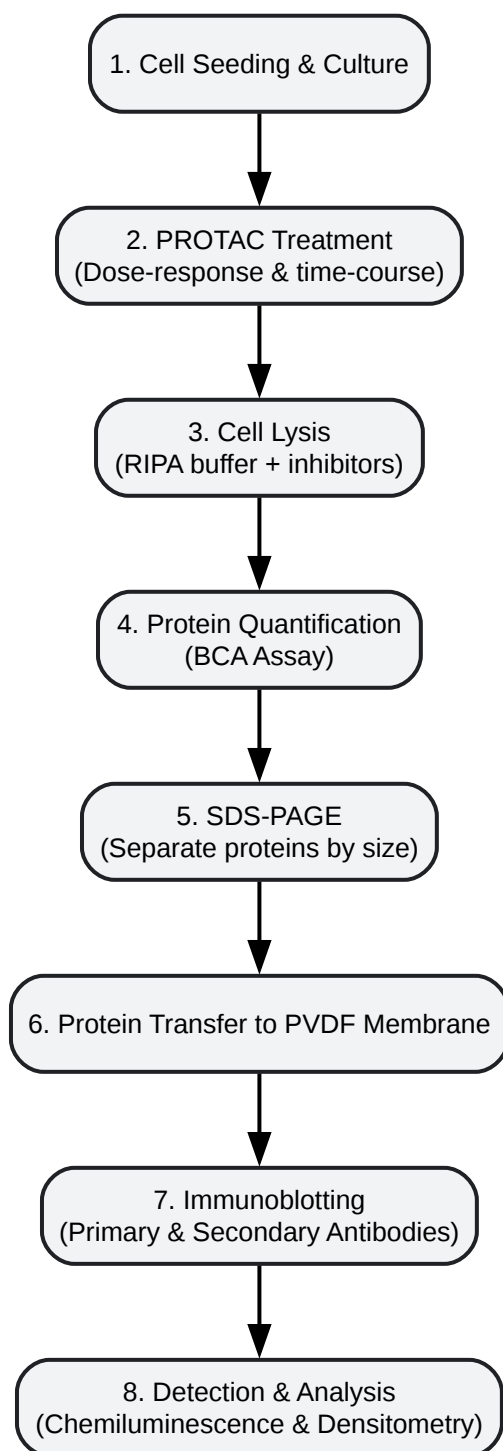 1. Cell Seeding & Culture
2. PROTAC Treatment
(Dose-response & time-course)
3. Cell Lysis
(RIPA buffer + inhibitors)
4. Protein Quantification
(BCA Assay)
5. SDS-PAGE
(Separate proteins by size)
6. Protein Transfer to PVDF Membrane
7. Immunoblotting
(Primary & Secondary Antibodies)
8. Detection & Analysis
(Chemiluminescence & Densitometry)